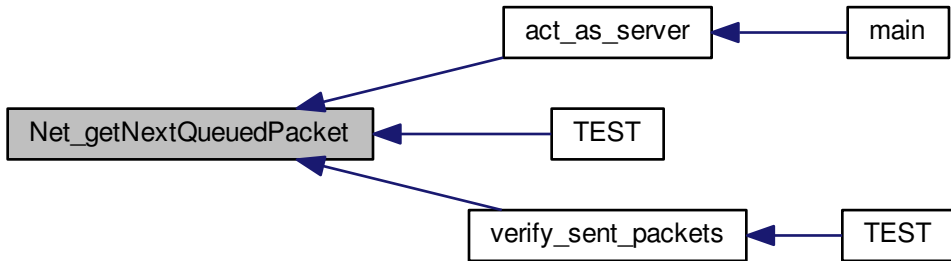 act_as_server
main
Net_getNextQueuedPacket
TEST
verify_sent_packets
TEST